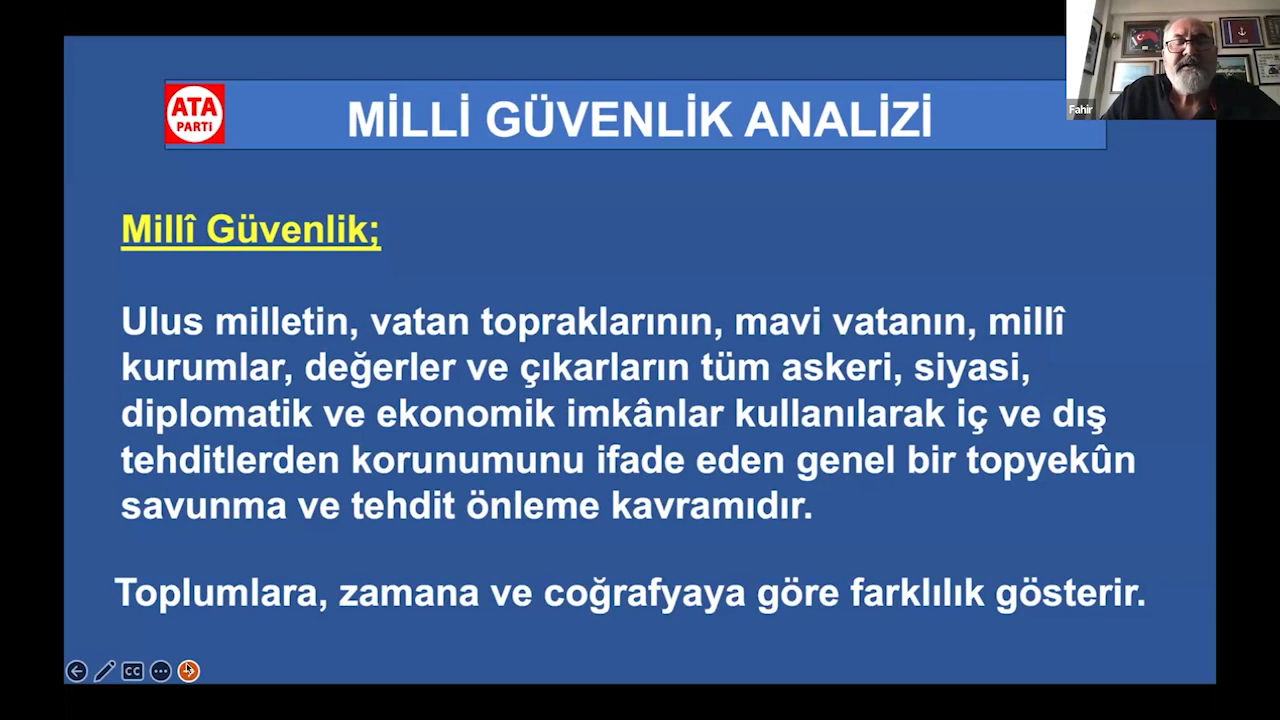 ATA
PARTİ
MİLLİ GÜVENLİK ANALİZİ
Fahir
Millî Güvenlik;
Ulus milletin, vatan topraklarının, mavi vatanın, millî
kurumlar, değerler ve çıkarların tüm askeri, siyasi,
diplomatik ve ekonomik imkânlar kullanılarak iç ve dış
tehditlerden korunumunu ifade eden genel bir topyekûn
savunma ve tehdit önleme kavramıdır.
Toplumlara, zamana ve coğrafyaya göre farklılık gösterir.
CC